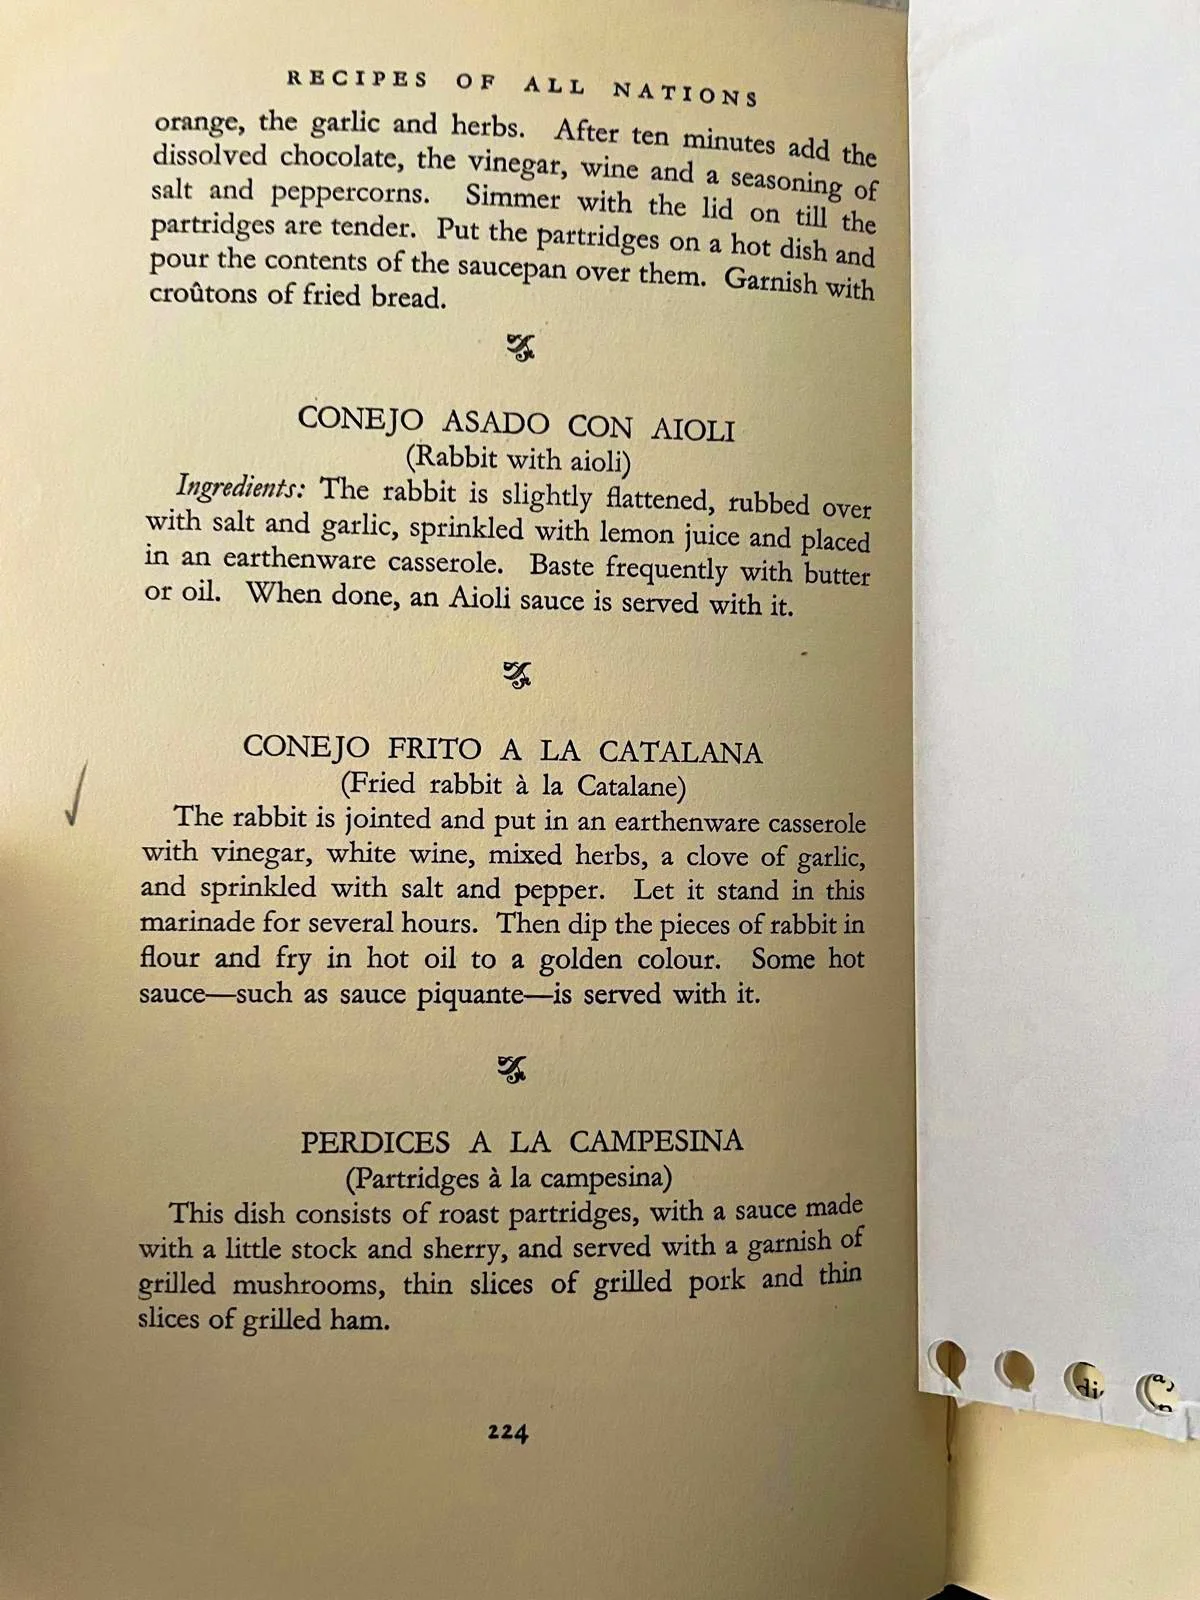 RECIPES OF ALL NATIONS
orange, the garlic and herbs. After ten minutes add the
dissolved chocolate, the vinegar, wine and a seasoning of
salt and peppercorns. Simmer with the lid on till the
partridges are tender. Put the partridges on a hot dish and
pour the contents of the saucepan over them. Garnish with
croûtons of fried bread.
CONEJO ASADO CON AIOLI
(Rabbit with aioli)
Ingredients: The rabbit is slightly flattened, rubbed over
with salt and garlic, sprinkled with lemon juice and placed
in an earthenware casserole. Baste frequently with butter
or oil. When done, an Aioli sauce is served with it.
CONEJO FRITO A LA CATALANA
(Fried rabbit à la Catalane)
The rabbit is jointed and put in an earthenware casserole
with vinegar, white wine, mixed herbs, a clove of garlic,
and sprinkled with salt and pepper. Let it stand in this
marinade for several hours. Then dip the pieces of rabbit in
flour and fry in hot oil to a golden colour. Some hot
sauce—such as sauce piquante—is served with it.
PERDICES A LA CAMPESINA
(Partridges à la campesina)
This dish consists of roast partridges, with a sauce made
with a little stock and sherry, and served with a garnish of
grilled mushrooms, thin slices of grilled pork and thin
slices of grilled ham.
224